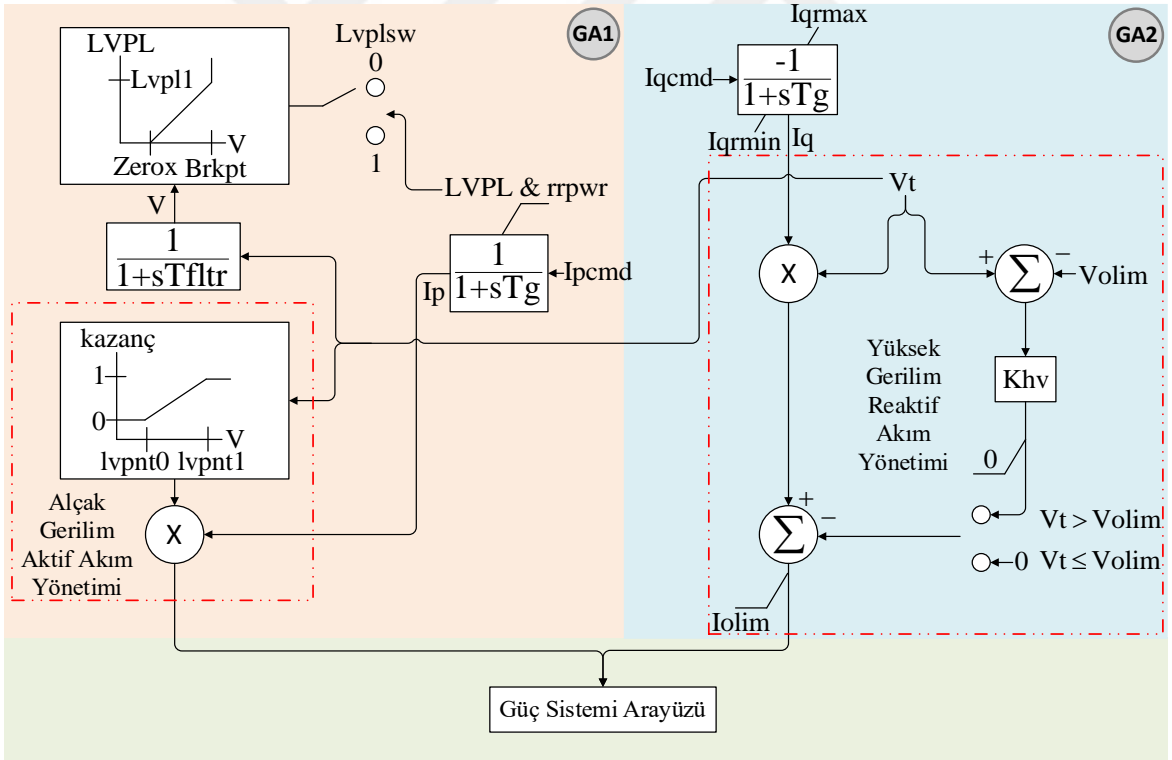 GA1
LVPL
Lvpl1
V
Zerox Brkpt
Lvplsw
0
1
LVPL & rrpwr
V
1
1+sTfltr
1
1+sTg
Ipcmd
Ip
kazanç
1
0
V
lvpnt0 lvpnt1
Alçak
Gerilim
Aktif Akım
Yönetimi
X
GA2
Iqrmax
Iqcmd
-1
1+sTg
Iqrmin
Iq
Vt
X
+
−
Σ
Volim
Khv
Yüksek
Gerilim
Reaktif
Akım
Yönetimi
0
Vt > Volim
0 Vt ≤ Volim
+
−
Σ
Iolim
Güç Sistemi Arayüzü